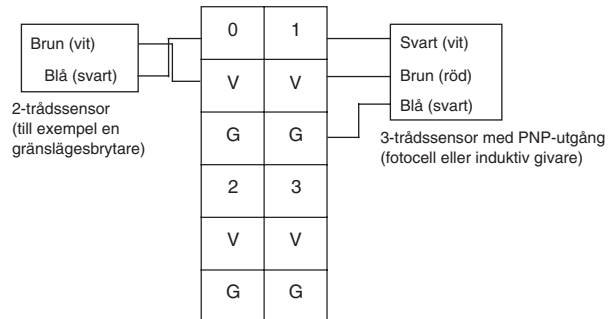 Brun (vit)
Blå (svart)
2-trådssensor
(till exempel en
gränslägesbrytare)
0 1
V V
G G
2 3
V V
G G
Svart (vit)
Brun (röd)
Blå (svart)
3-trådssensor med PNP-utgång
(fotocell eller induktiv givare)